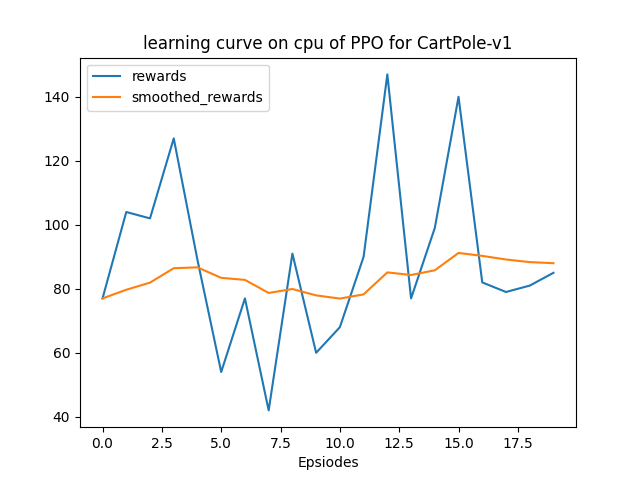 learning curve on cpu of PPO for CartPole-v1
rewards
smoothed_rewards
140
120
100
80
60
40
0.0 2.5 5.0 7.5 10.0 12.5 15.0 17.5
Epsiodes